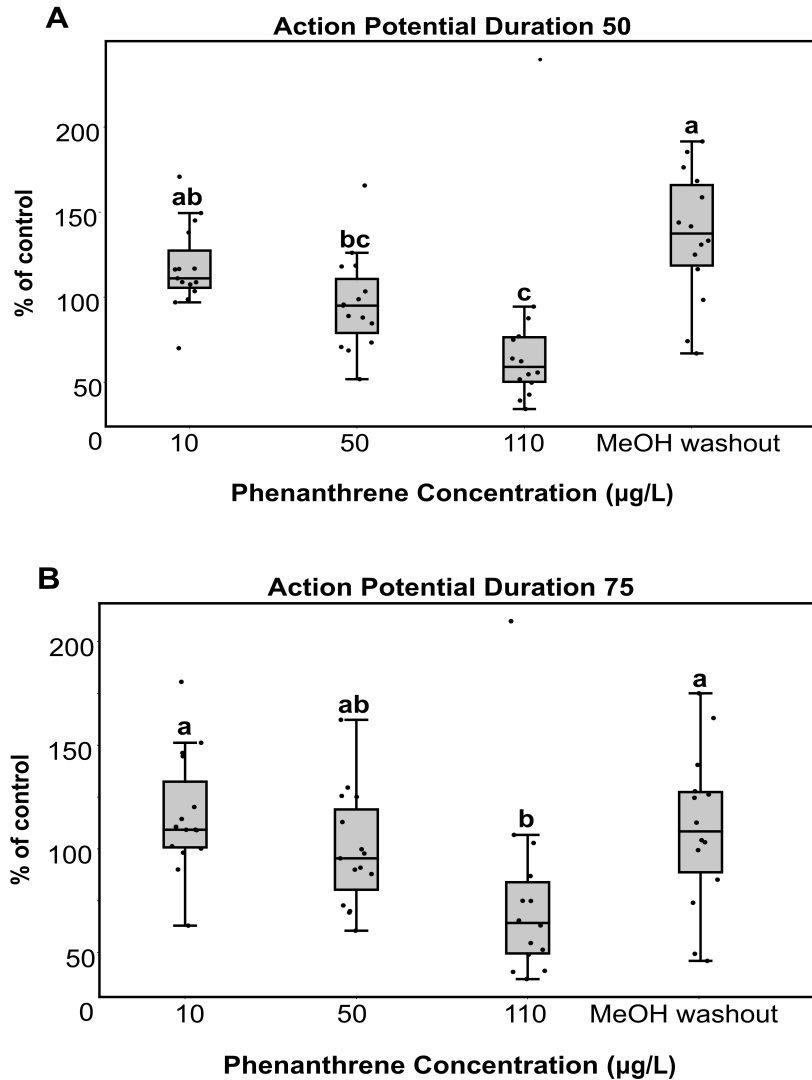 A
Action Potential Duration 50
% of control
200
150
100
50
0
ab
bc
c
a
10
50
110
MeOH washout
Phenanthrene Concentration (µg/L)
B
Action Potential Duration 75
% of control
200
150
100
50
0
a
ab
b
a
10
50
110
MeOH washout
Phenanthrene Concentration (µg/L)